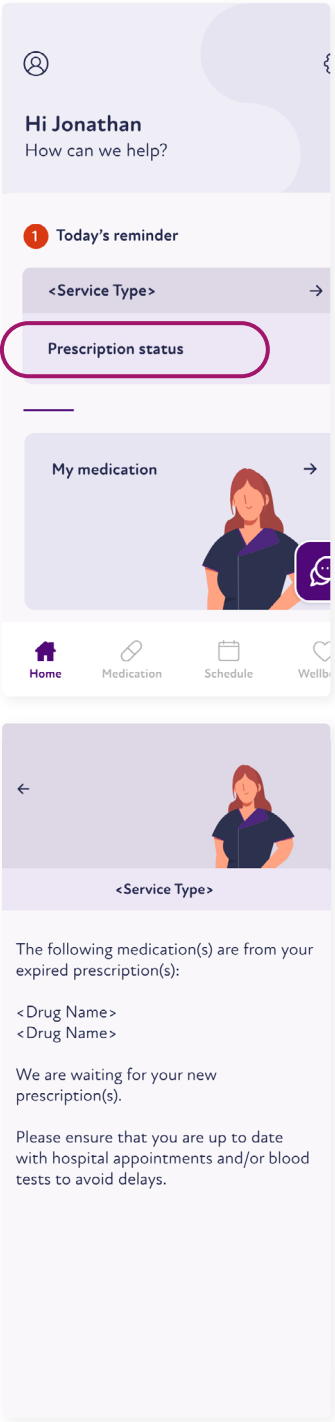 Hi Jonathan
How can we help?
1 Today's reminder
<Service Type>
Prescription status
My medication
Home Medication Schedule Wellb
<Service Type>
The following medication(s) are from your
expired prescription(s):
<Drug Name>
<Drug Name>
We are waiting for your new
prescription(s).
Please ensure that you are up to date
with hospital appointments and/or blood
tests to avoid delays.